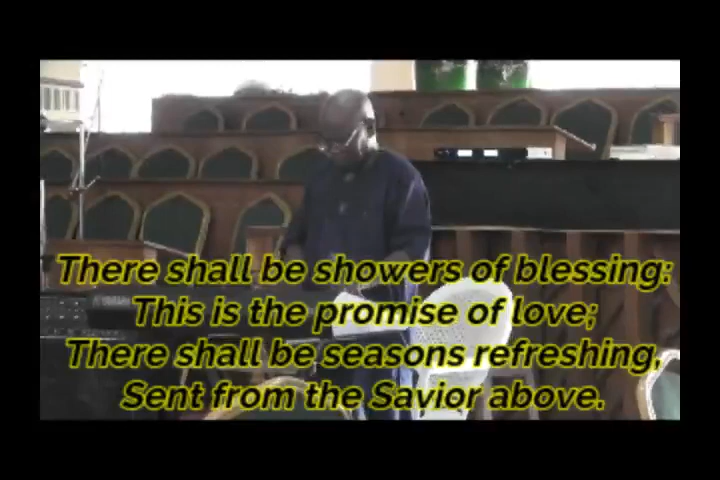 There shall be showers of blessing:
This is the promise of love;
There shall be seasons refreshing,
Sent from the Savior above.